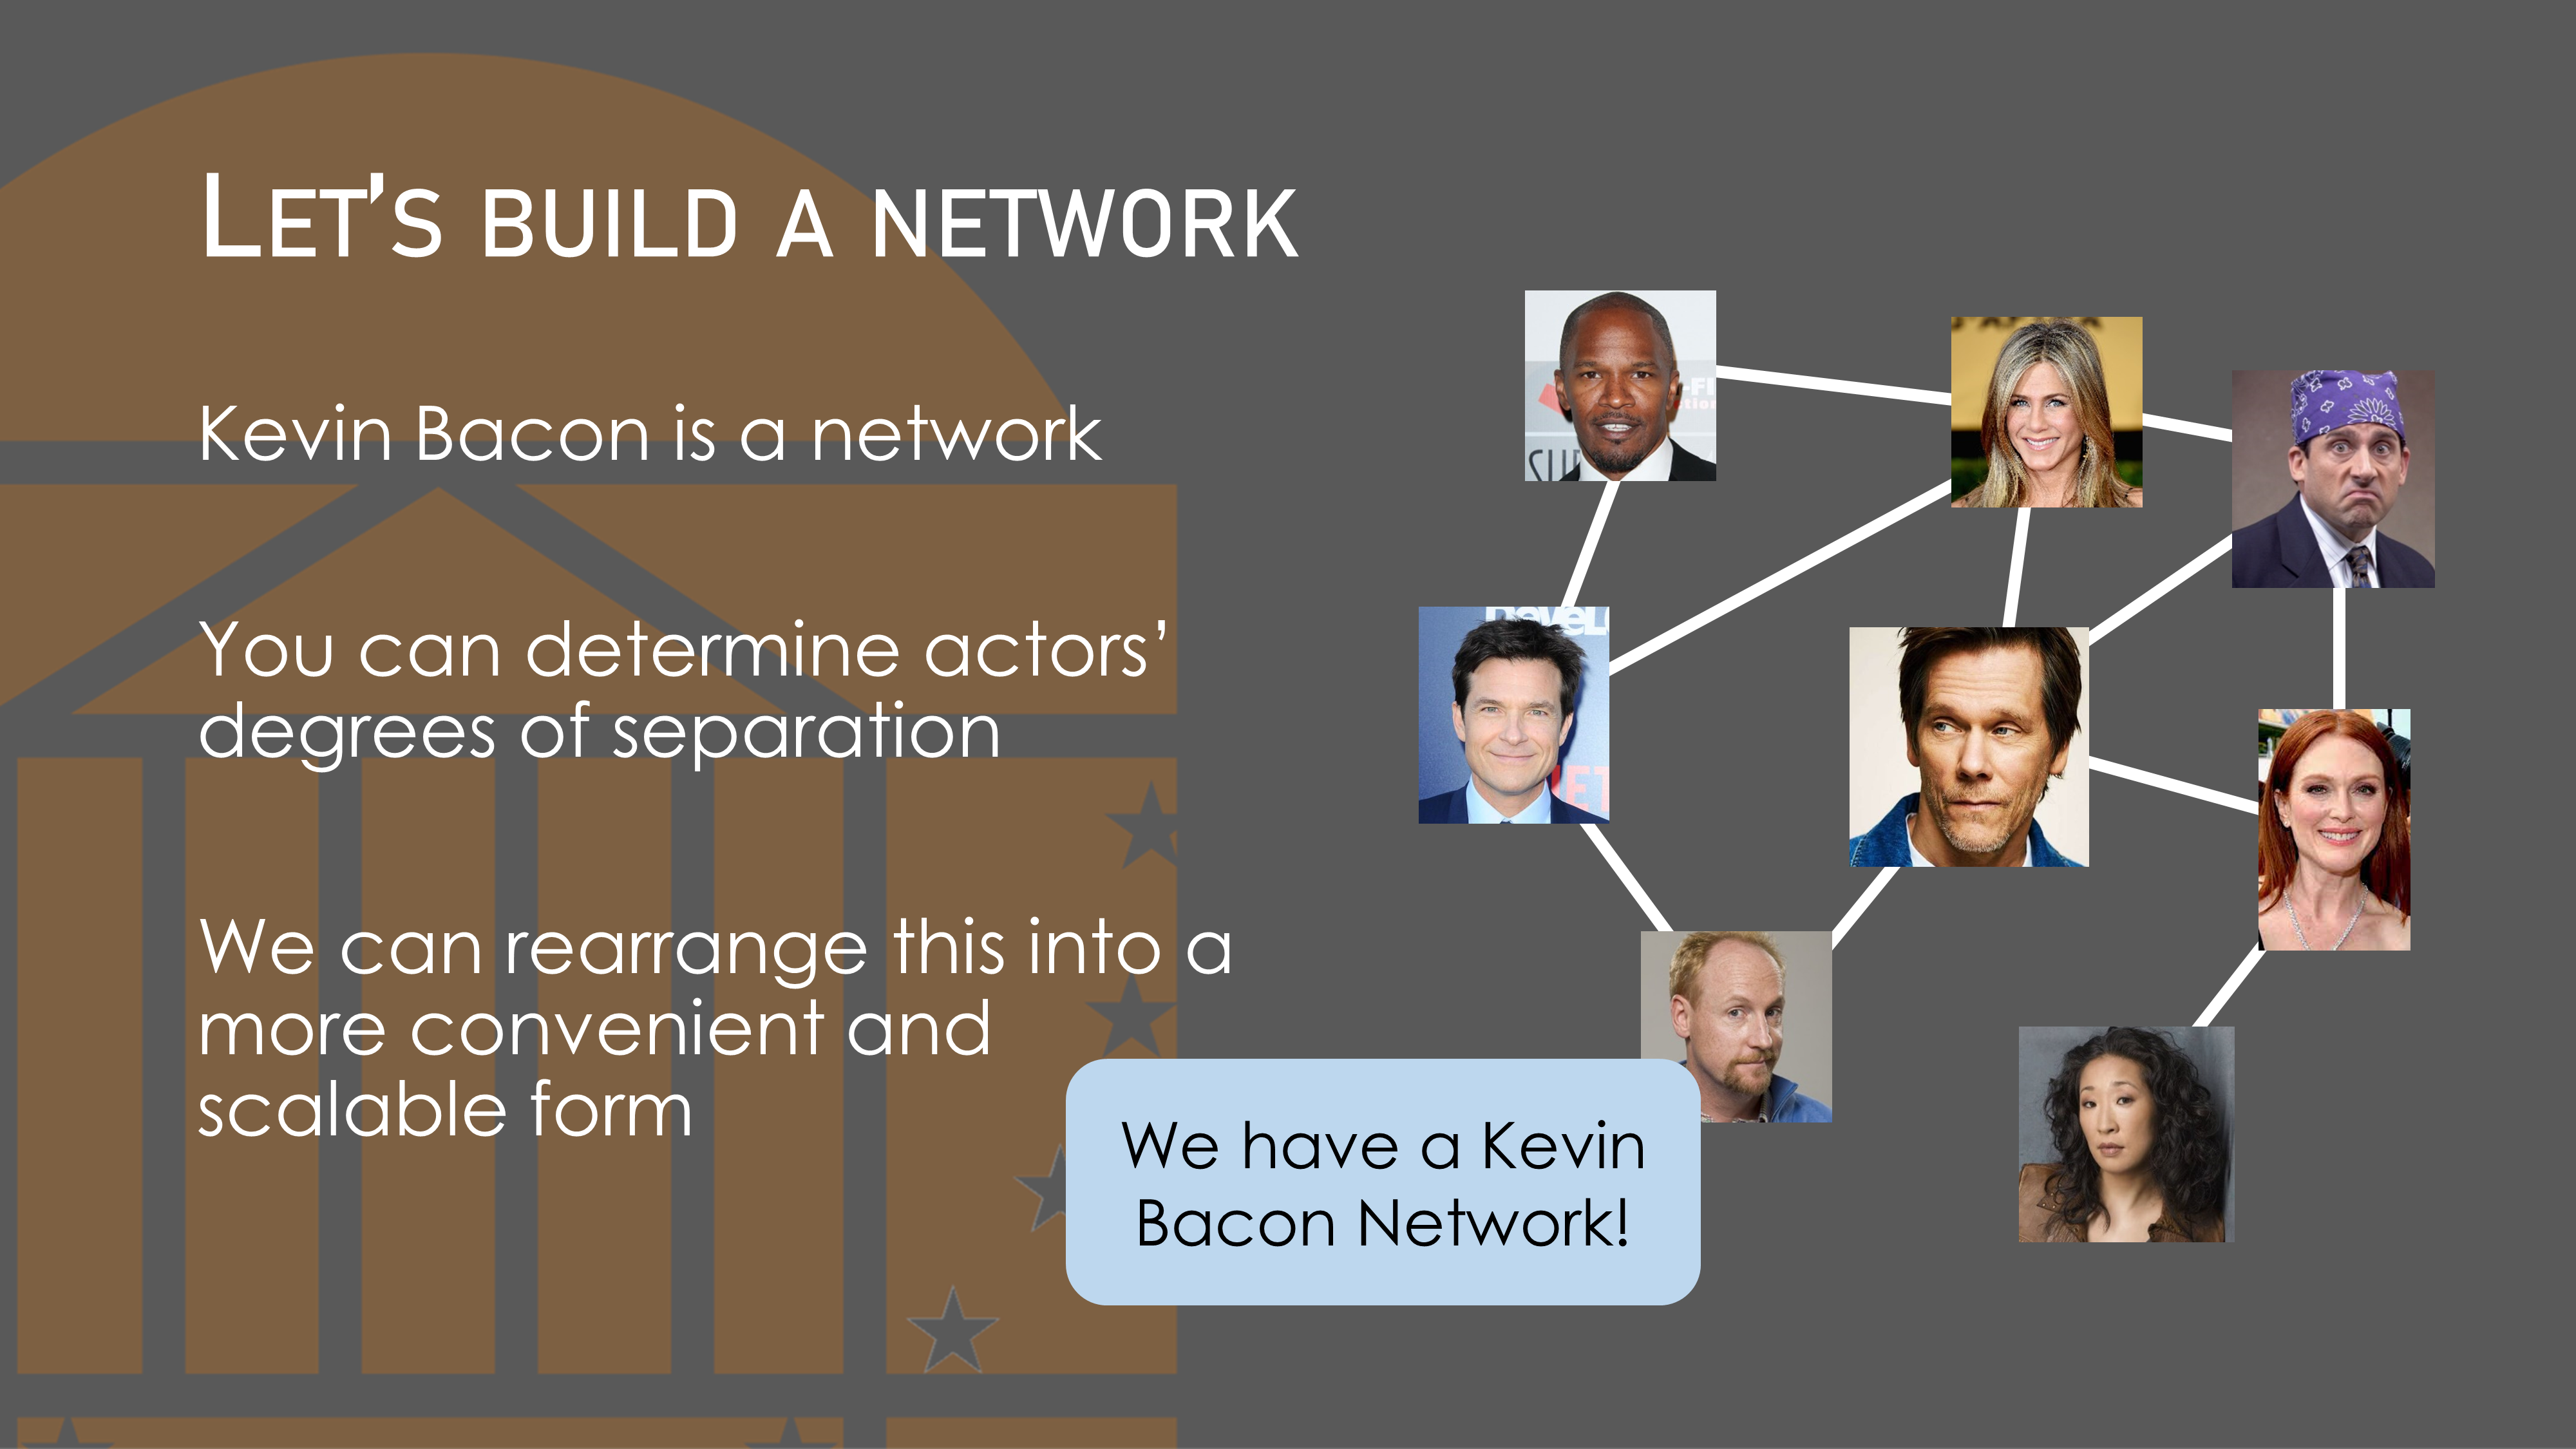 Let's build a network
Kevin Bacon is a network
You can determine actors'
degrees of separation
We can rearrange this into a
more convenient and
scalable form
We have a Kevin
Bacon Network!